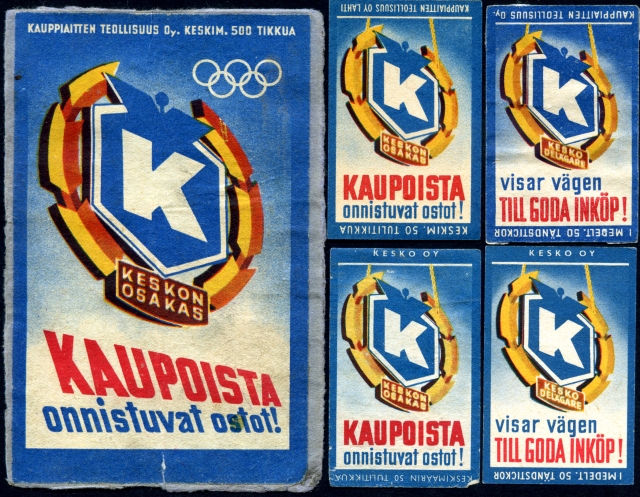 KAUPPIAITTEN TEOLLISUUS Oy. KESKIM. 500 TIKKUA
K
KESKON
OSAKAS
KAUPOISTA
onnistuvat ostot!
KAUPPIAITTEN TEOLLISUUS OY LAHTI
K
KESKON
OSAKAS
KAUPOISTA
onnistuvat ostot!
KESKIM. 50 TULITIKKUA
KAUPPIAITTEN TEOLLISUUS Oy.
K
KESKO
DELÄGARE
visar vägen
TILL GODA INKÖP!
I MEDELT. 50 TÄNDSTICKOR
KESKO OY
K
KESKON
OSAKAS
KAUPOISTA
onnistuvat ostot!
KESKIMÄÄRIN 50 TULITIKKUA
KESKO OY
K
KESKO
DELÄGARE
visar vägen
TILL GODA INKÖP!
I MEDELT. 50 TÄNDSTICKOR